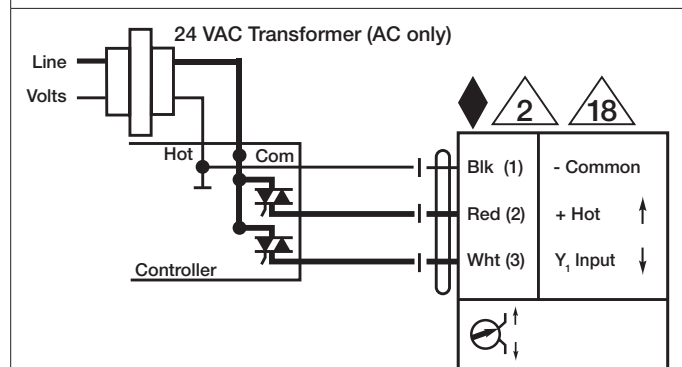 24 VAC Transformer (AC only)
Line
Volts
2
18
Hot
Com
Blk (1)
- Common
Red (2)
+ Hot ↑
Wht (3)
Y₁ Input ↓
Controller